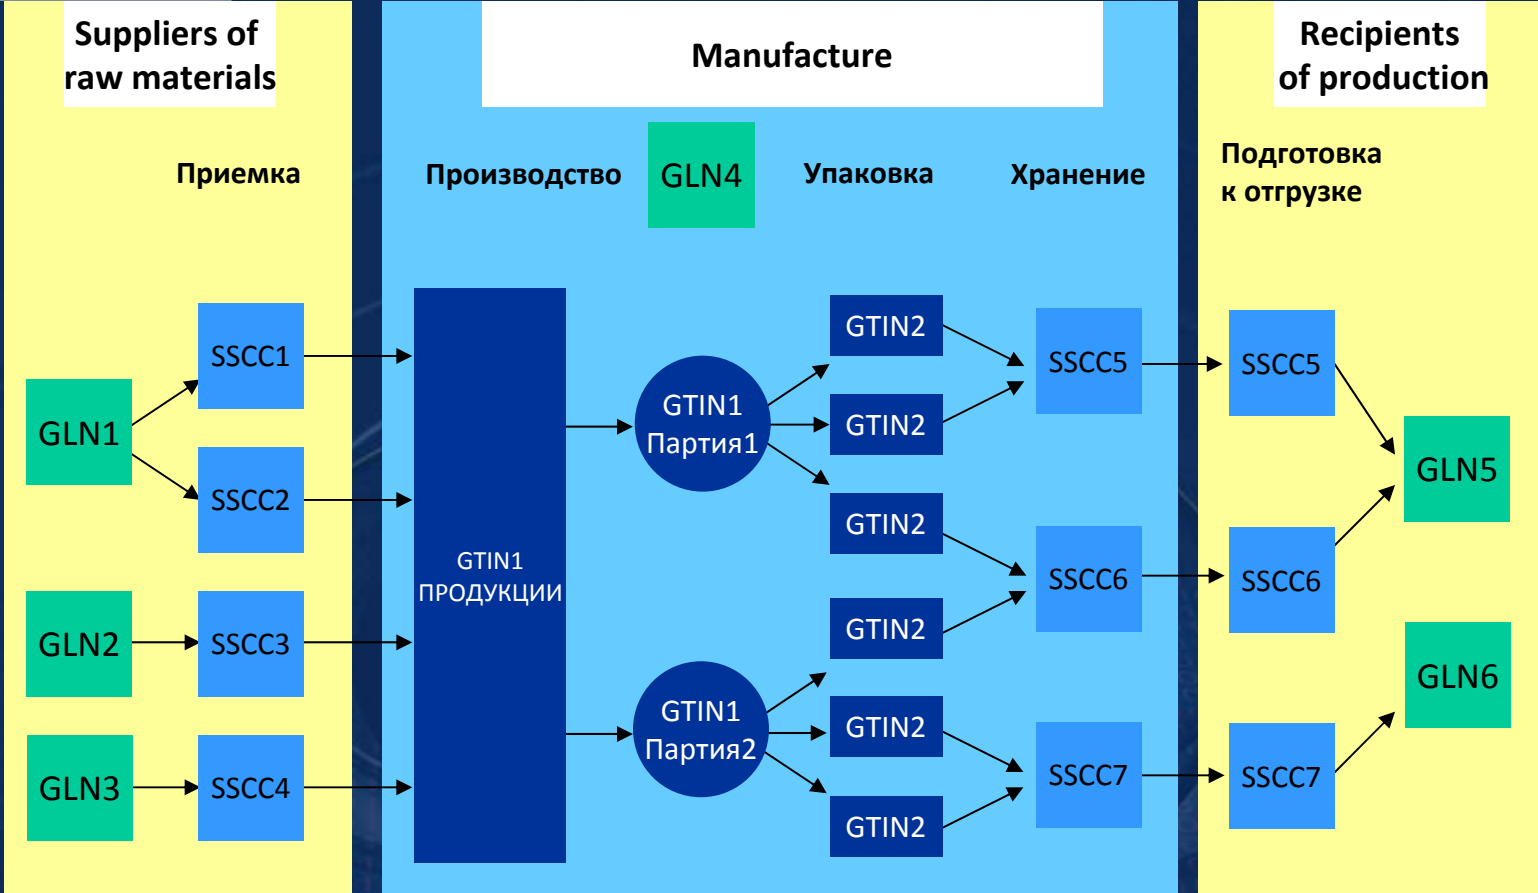 Suppliers of
raw materials
Manufacture
Recipients
of production
Приемка
Производство
GLN4
Упаковка
Хранение
Подготовка
к отгрузке
GLN1
SSCC1
SSCC2
GLN2
SSCC3
GLN3
SSCC4
GTIN1
ПРОДУКЦИИ
GTIN1
Партия1
GTIN1
Партия2
GTIN2
GTIN2
GTIN2
GTIN2
GTIN2
GTIN2
SSCC5
SSCC6
SSCC7
SSCC5
SSCC6
SSCC7
GLN5
GLN6